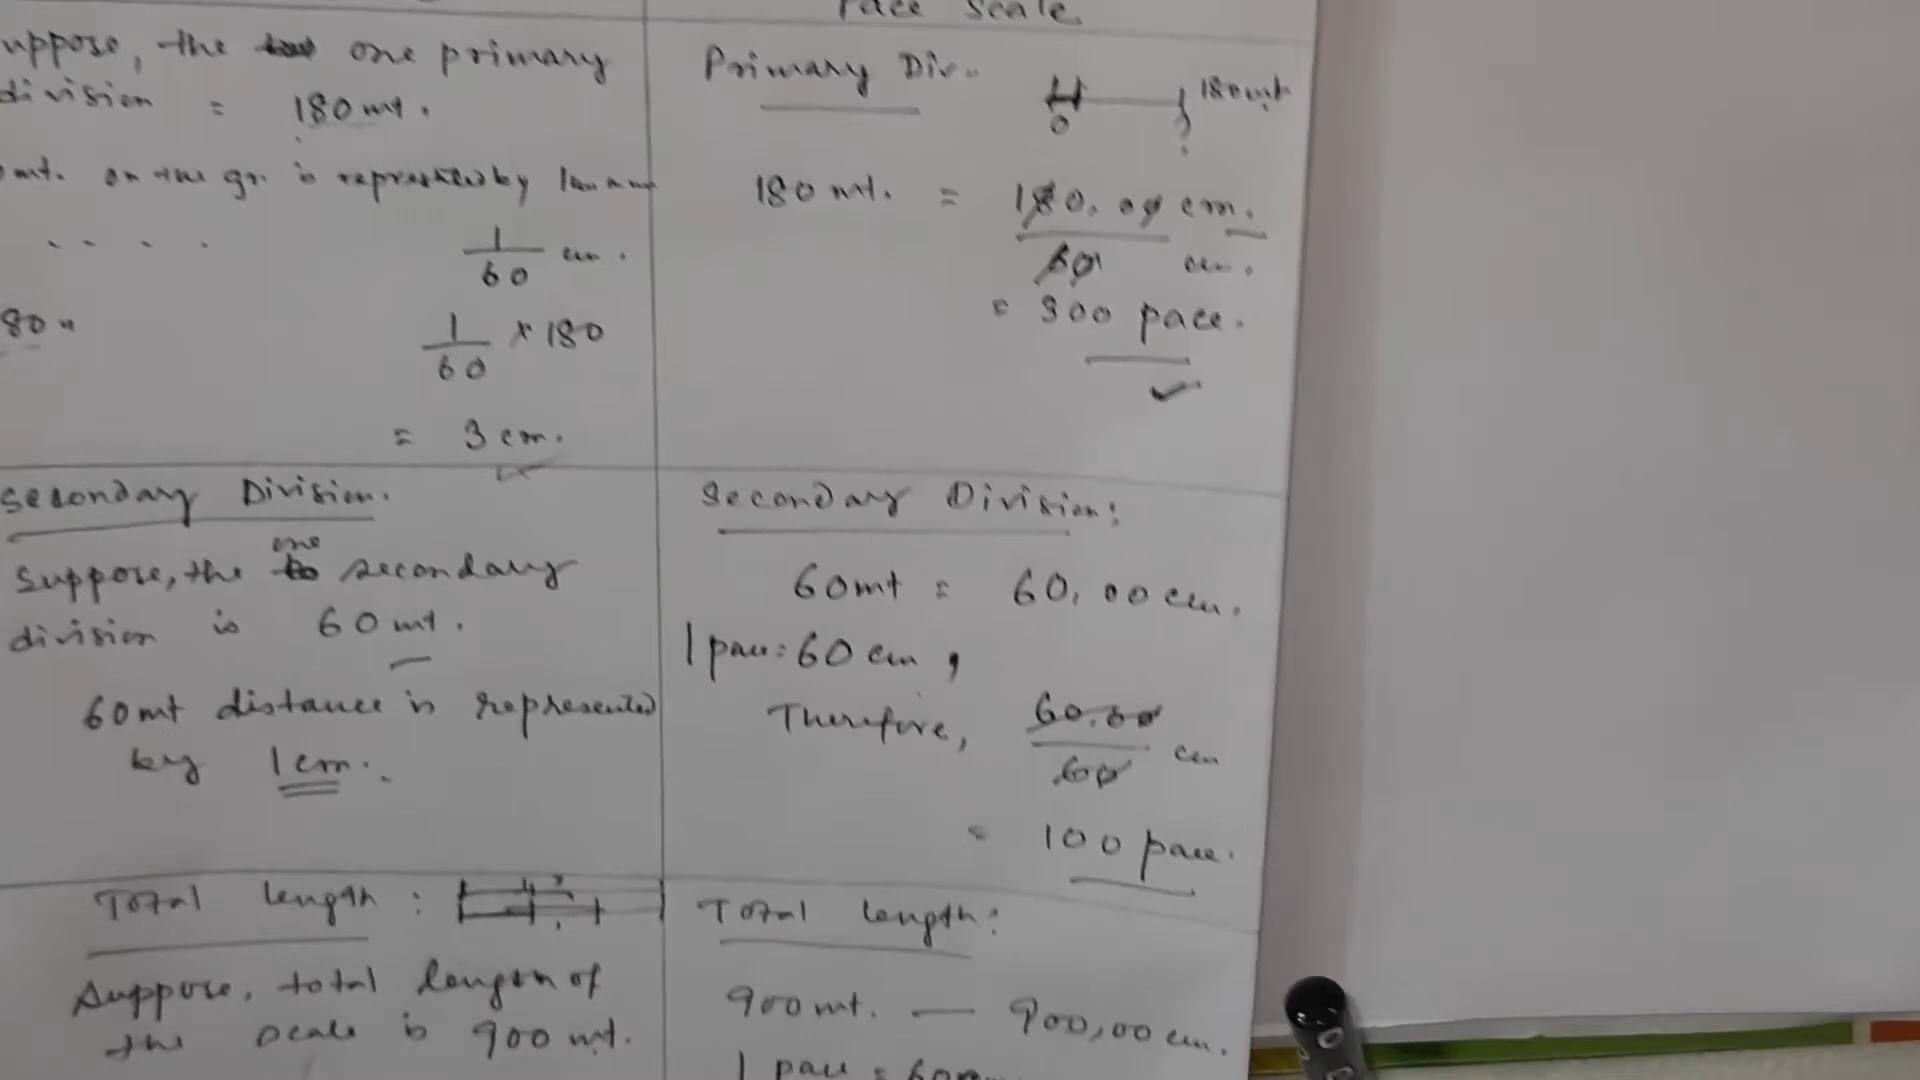 Pace Scale
uppose, the one primary
division = 180 mt.
mt. on the gr. is represented by 1cm
1/60 cm.
80 "
1/60 × 180
= 3 cm.
Primary Div..
0 180 mt
?
180 mt. = 180,00 cm.
60 cm.
= 300 pace.
Secondary Division.
one
Suppose, the secondary
division is 60 mt.
60 mt distance is represented
by 1 cm.
Secondary Division:
60 mt = 60,00 cm.
1 pace = 60 cm,
Therefore, 60.00/60 cm
= 100 pace.
Total length:
Suppose, total length of
the scale is 900 mt.
Total length:
900 mt. — 900,00 cm.
1 pace = 60